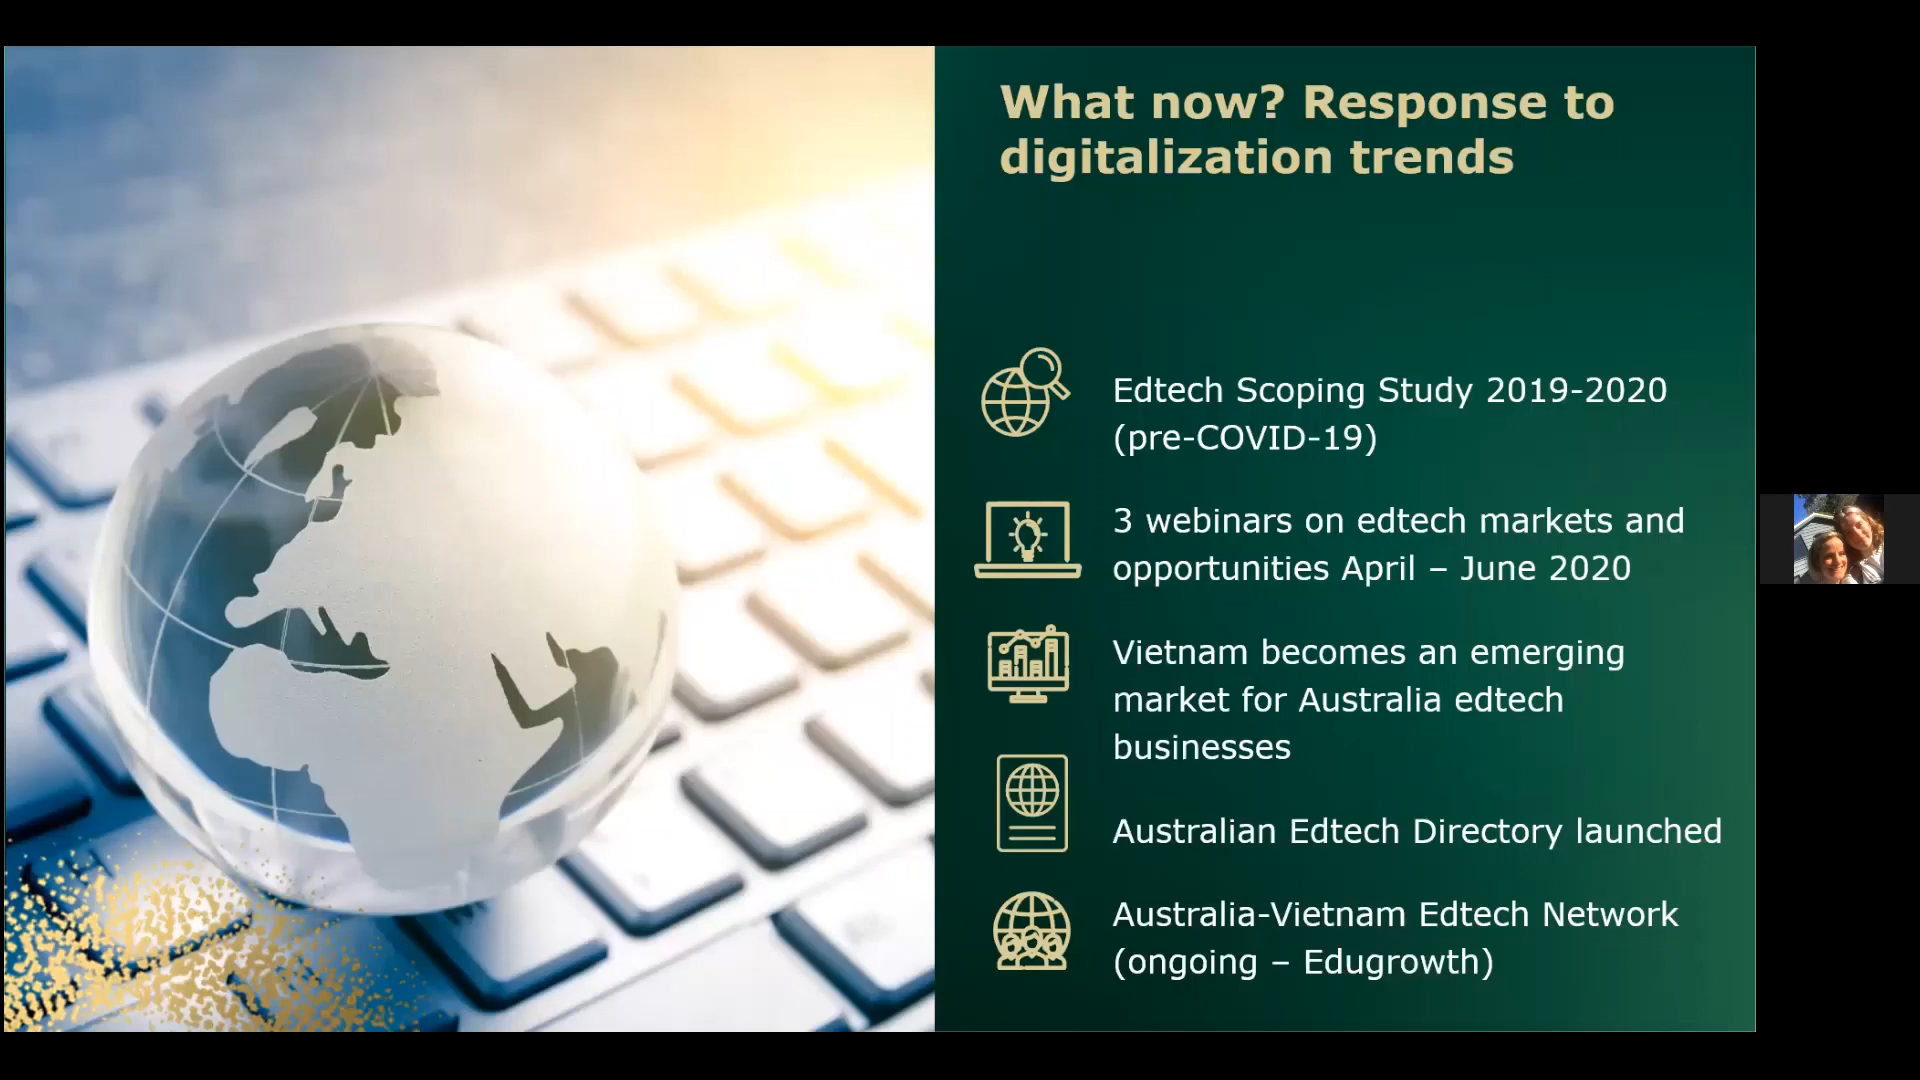 What now? Response to
digitalization trends
Edtech Scoping Study 2019-2020
(pre-COVID-19)
3 webinars on edtech markets and
opportunities April – June 2020
Vietnam becomes an emerging
market for Australia edtech
businesses
Australian Edtech Directory launched
Australia-Vietnam Edtech Network
(ongoing – Edugrowth)